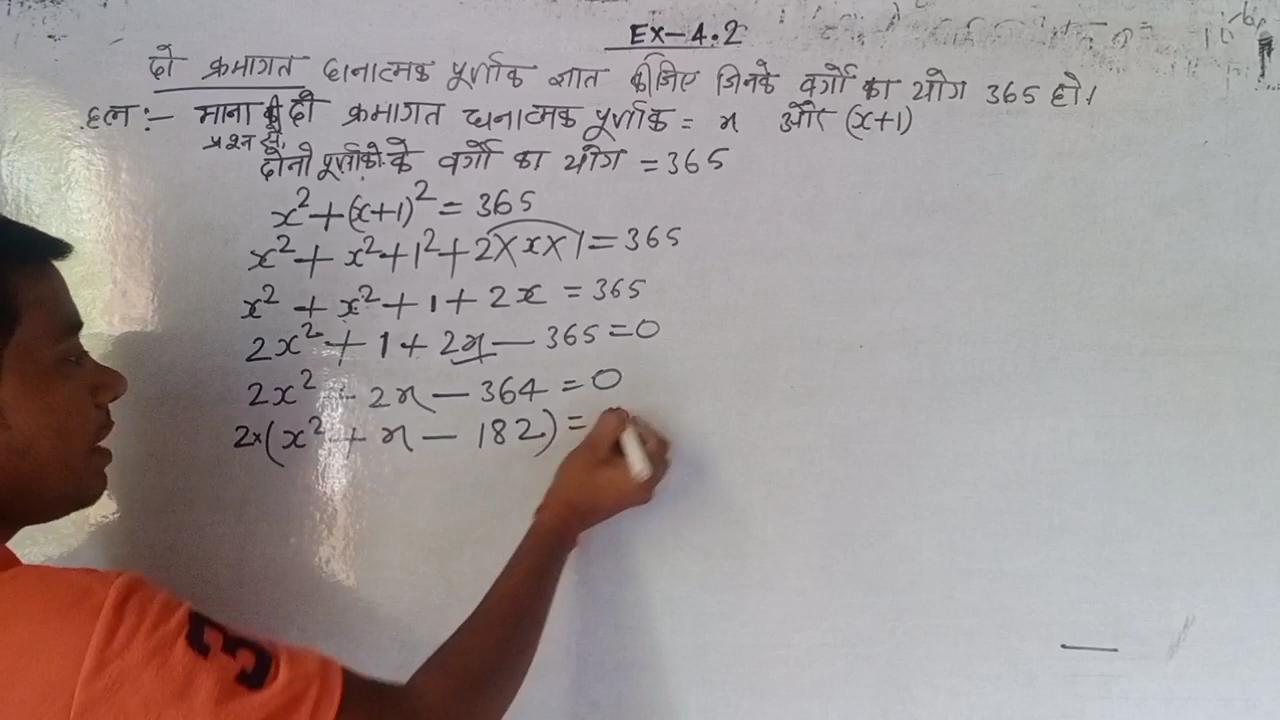 Ex-4.2
दो क्रमागत धनात्मक पूर्णांक ज्ञात कीजिए जिनके वर्गों का योग 365 हो।
हल:- माना की दो क्रमागत धनात्मक पूर्णांक = x और (x+1)
प्रश्न से,
दोनो पूर्णांको के वर्गो का योग = 365
x²+(x+1)² = 365
x² + x²+1²+2×x×1 = 365
x² + x² + 1 + 2x = 365
2x² + 1 + 2x - 365 = 0
2x² + 2x - 364 = 0
2×(x² + x - 182) =
3